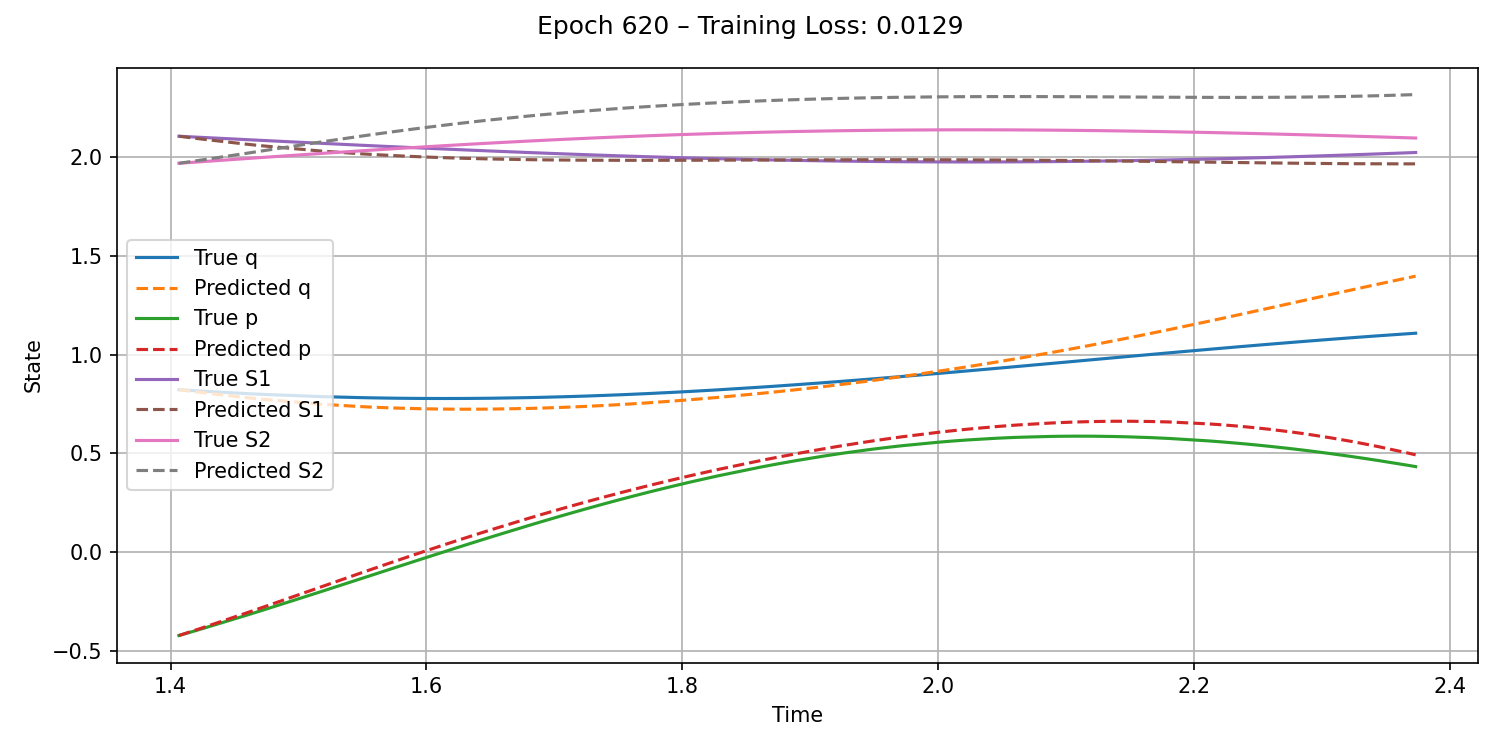 Epoch 620 – Training Loss: 0.0129
State
2.0
1.5
1.0
0.5
0.0
−0.5
True q
Predicted q
True p
Predicted p
True S1
Predicted S1
True S2
Predicted S2
1.4 1.6 1.8 2.0 2.2 2.4
Time